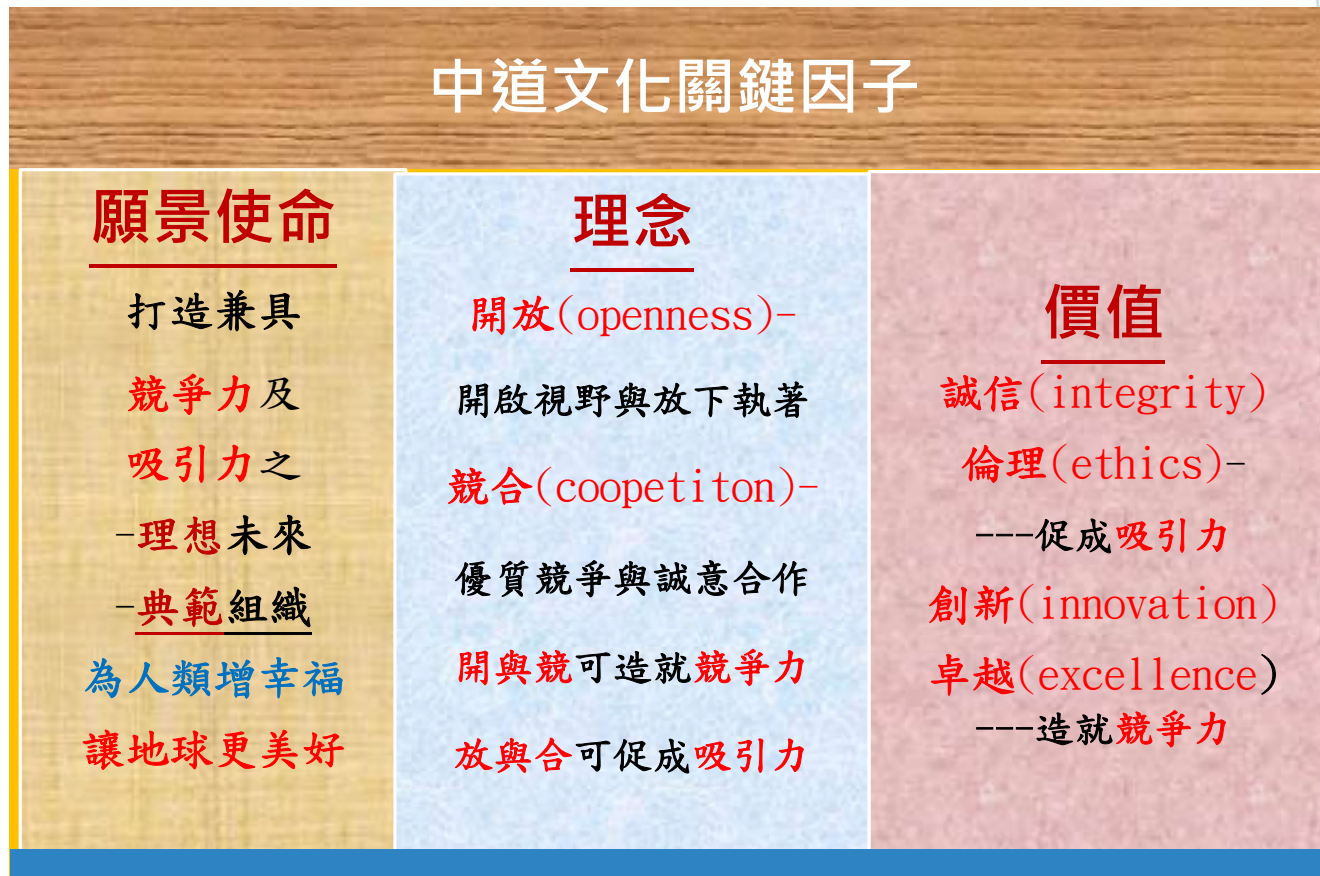 中道文化關鍵因子
願景使命
打造兼具
競爭力及
吸引力之
-理想未來
-典範組織
為人類增幸福
讓地球更美好
理念
開放(openness)-
開啟視野與放下執著
競合(coopetiton)-
優質競爭與誠意合作
開與競可造就競爭力
放與合可促成吸引力
價值
誠信(integrity)
倫理(ethics)-
---促成吸引力
創新(innovation)
卓越(excellence)
---造就競爭力